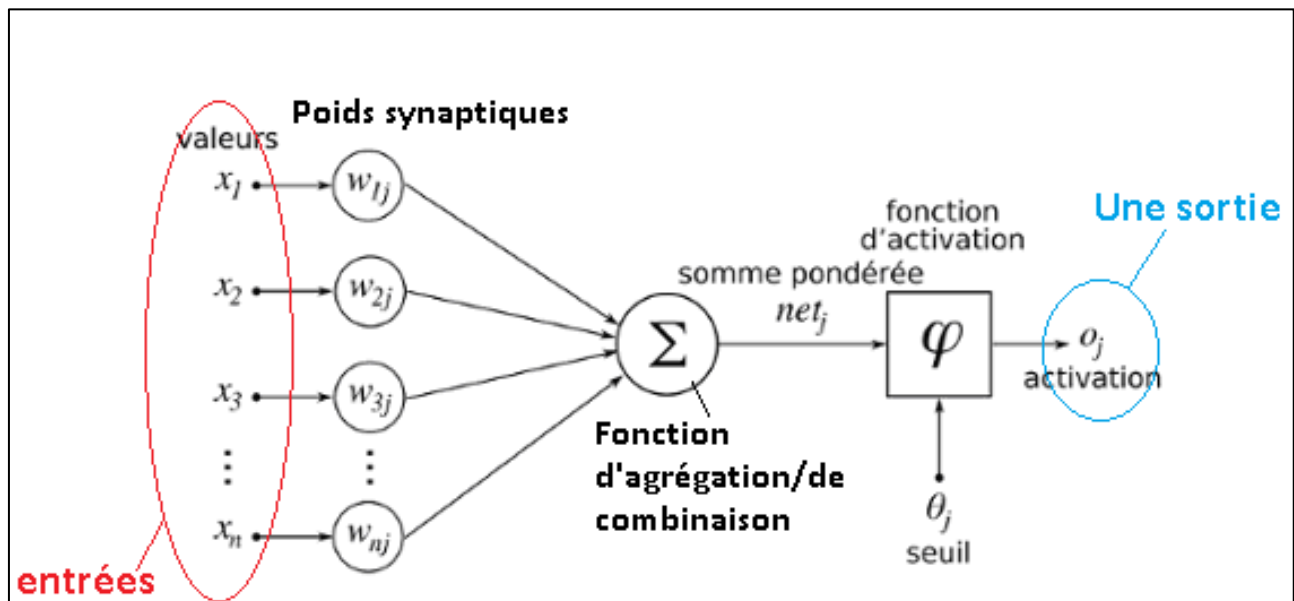 Poids synaptiques
valeurs
x1
w1j
x2
w2j
x3
w3j
⋮
⋮
xn
wnj
entrées
Σ
Fonction
d'agrégation/de
combinaison
somme pondérée
netj
fonction
d'activation
φ
θj
seuil
Une sortie
oj
activation